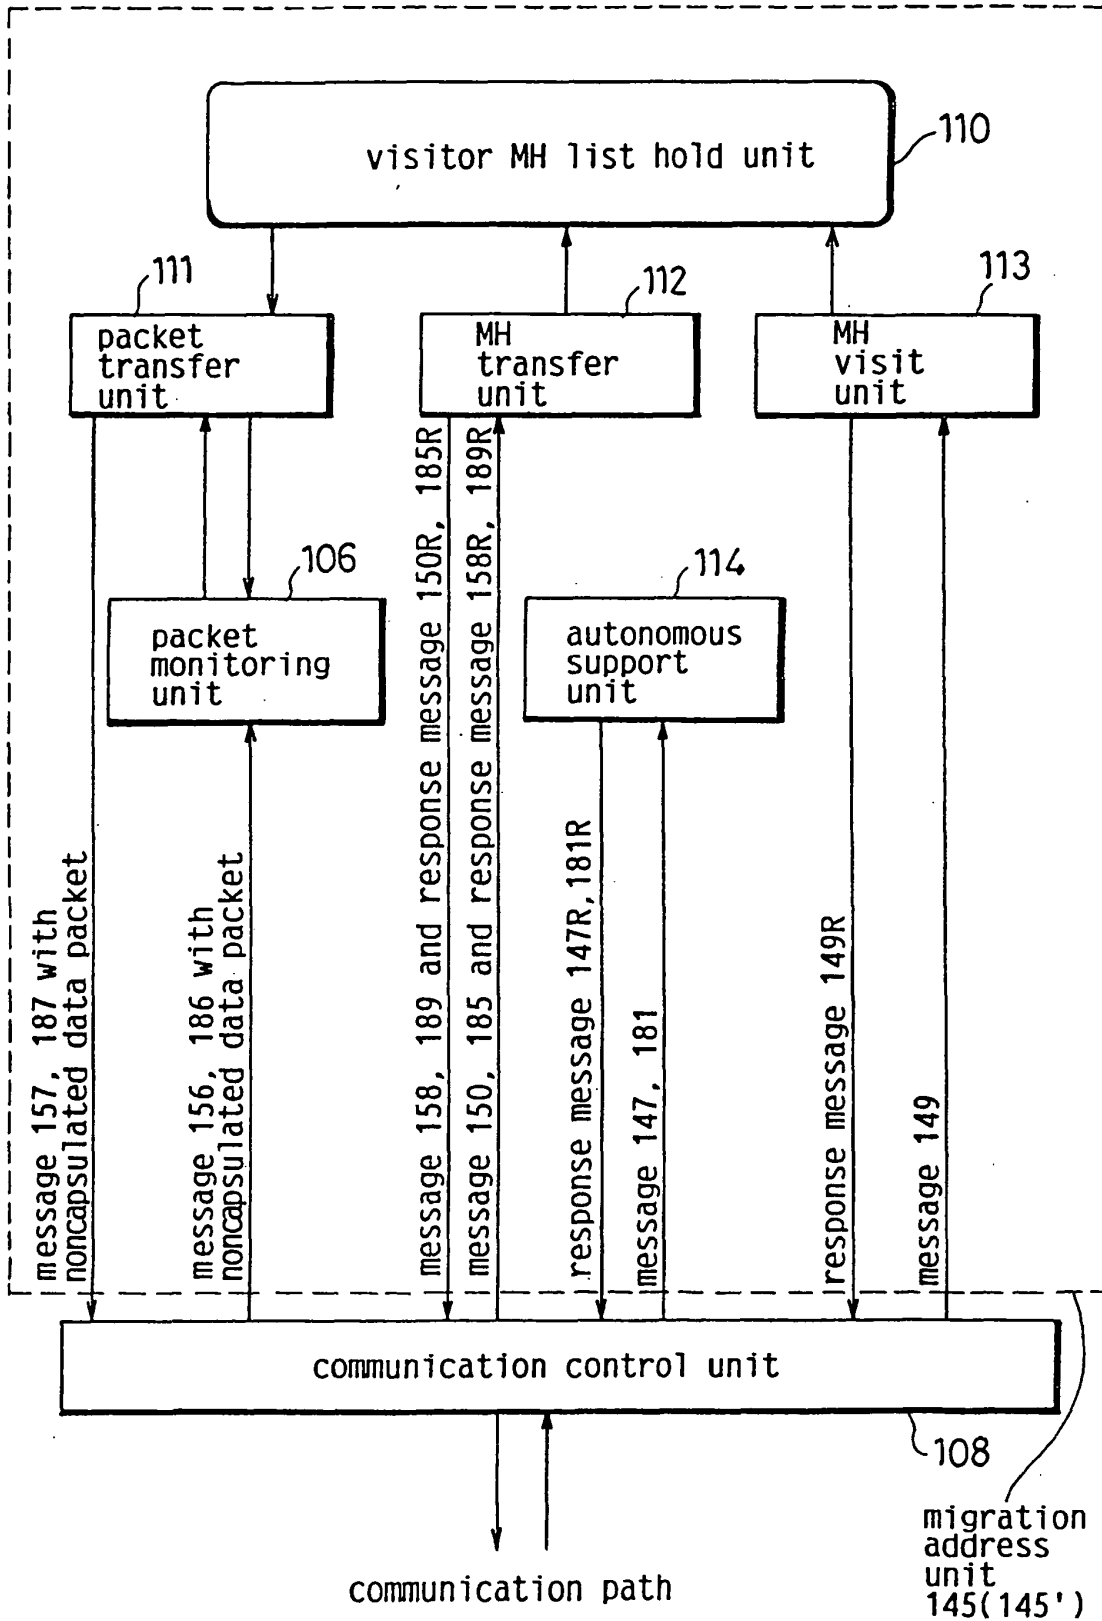 visitor MH list hold unit
110
111
112
113
packet
transfer
unit
MH
transfer
unit
MH
visit
unit
106
114
packet
monitoring
unit
autonomous
support
unit
message 157, 187 with
noncapsulated data packet
message 156, 186 with
noncapsulated data packet
message 158, 189 and response message 150R, 185R
message 150, 185 and response message 158R, 189R
response message 147R,181R
message 147, 181
response message 149R
message 149
communication control unit
108
communication path
migration
address
unit
145(145')